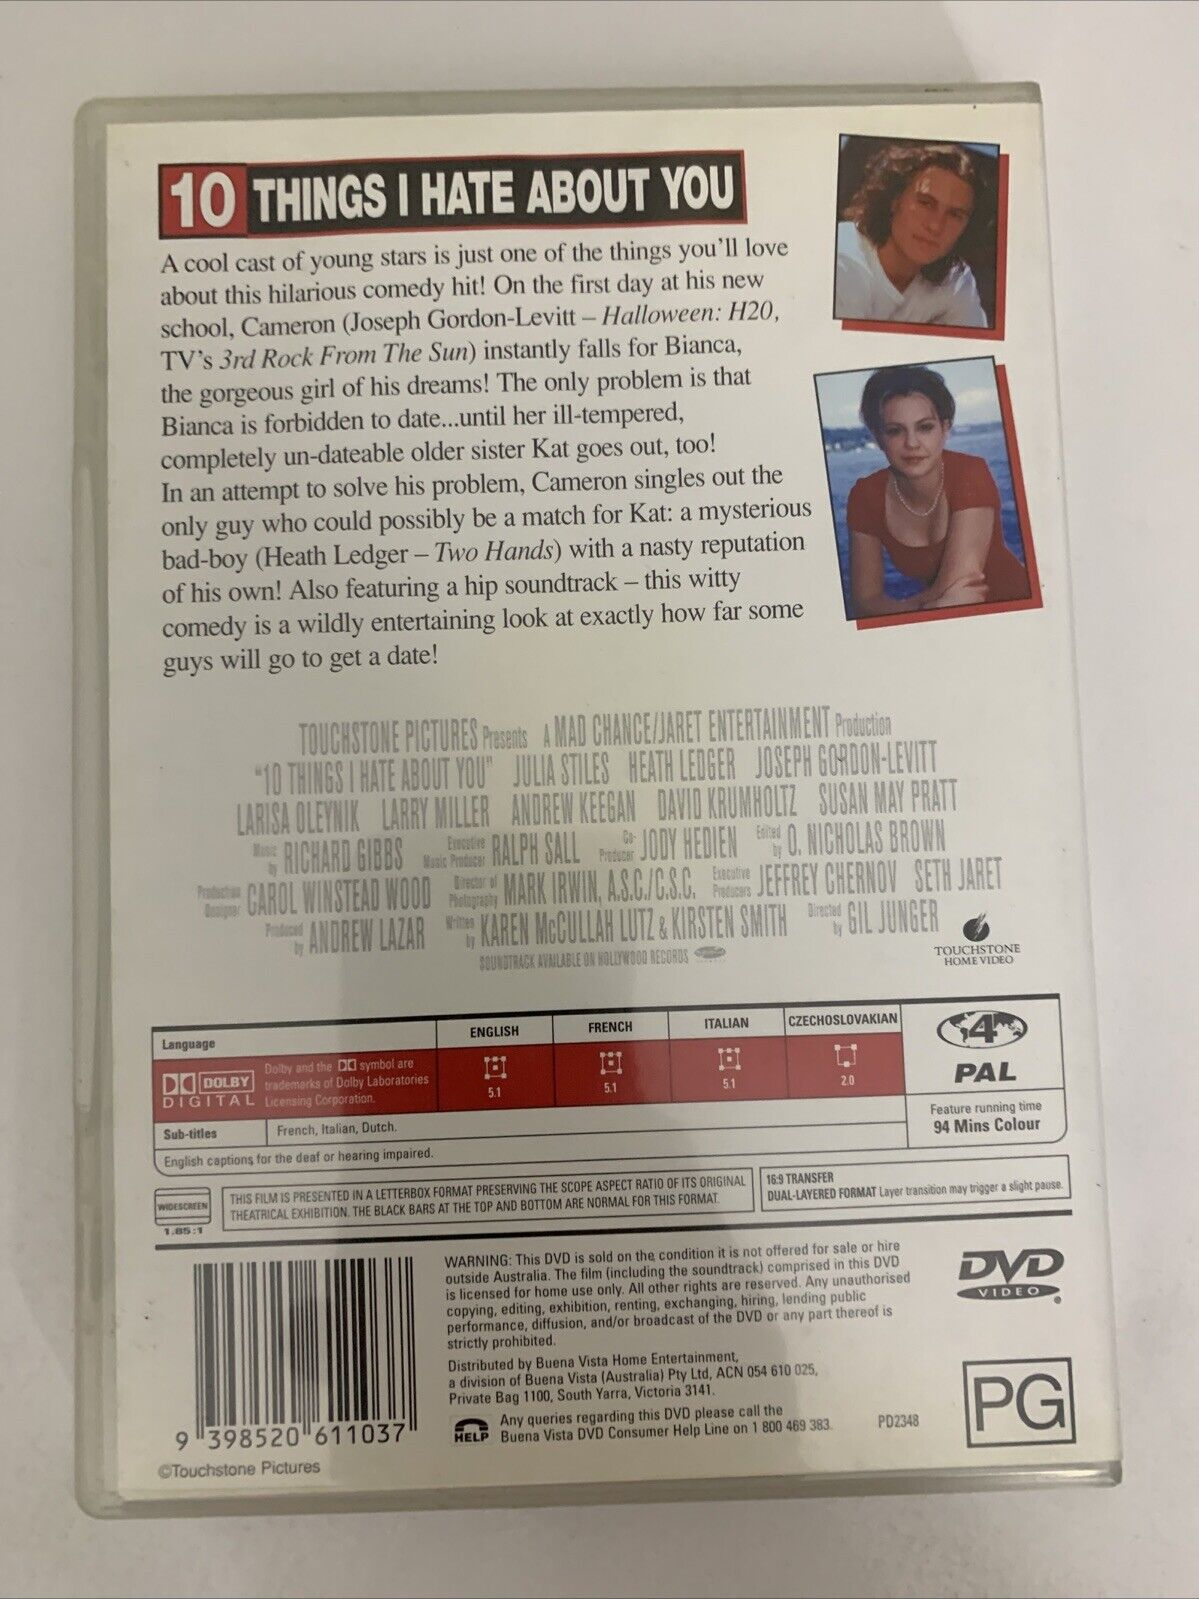 10 THINGS I HATE ABOUT YOU
A cool cast of young stars is just one of the things you'll love
about this hilarious comedy hit! On the first day at his new
school, Cameron (Joseph Gordon-Levitt – Halloween: H20,
TV's 3rd Rock From The Sun) instantly falls for Bianca,
the gorgeous girl of his dreams! The only problem is that
Bianca is forbidden to date...until her ill-tempered,
completely un-dateable older sister Kat goes out, too!
In an attempt to solve his problem, Cameron singles out the
only guy who could possibly be a match for Kat: a mysterious
bad-boy (Heath Ledger – Two Hands) with a nasty reputation
of his own! Also featuring a hip soundtrack – this witty
comedy is a wildly entertaining look at exactly how far some
guys will go to get a date!
TOUCHSTONE PICTURES Presents A MAD CHANCE/JARET ENTERTAINMENT Production
"10 THINGS I HATE ABOUT YOU" JULIA STILES HEATH LEDGER JOSEPH GORDON-LEVITT
LARISA OLEYNIK LARRY MILLER ANDREW KEEGAN DAVID KRUMHOLTZ SUSAN MAY PRATT
Music by RICHARD GIBBS Executive Music Producer RALPH SALL Co-Producer JODY HEDIEN Edited by O. NICHOLAS BROWN
Production Designer CAROL WINSTEAD WOOD Director of Photography MARK IRWIN, A.S.C./C.S.C. Executive Producers JEFFREY CHERNOV SETH JARET
Produced by ANDREW LAZAR Written by KAREN McCULLAH LUTZ & KIRSTEN SMITH Directed by GIL JUNGER
SOUNDTRACK AVAILABLE ON HOLLYWOOD RECORDS
TOUCHSTONE
HOME VIDEO
Language ENGLISH FRENCH ITALIAN CZECHOSLOVAKIAN
DOLBY
DIGITAL
Dolby and the DD symbol are
trademarks of Dolby Laboratories
Licensing Corporation.
5.1 5.1 5.1 2.0
4
PAL
Sub-titles French, Italian, Dutch.
English captions for the deaf or hearing impaired.
Feature running time
94 Mins Colour
WIDESCREEN
1.85:1
THIS FILM IS PRESENTED IN A LETTERBOX FORMAT PRESERVING THE SCOPE ASPECT RATIO OF ITS ORIGINAL
THEATRICAL EXHIBITION. THE BLACK BARS AT THE TOP AND BOTTOM ARE NORMAL FOR THIS FORMAT.
16:9 TRANSFER
DUAL-LAYERED FORMAT Layer transition may trigger a slight pause.
WARNING: This DVD is sold on the condition it is not offered for sale or hire
outside Australia. The film (including the soundtrack) comprised in this DVD
is licensed for home use only. All other rights are reserved. Any unauthorised
copying, editing, exhibition, renting, exchanging, hiring, lending public
performance, diffusion, and/or broadcast of the DVD or any part thereof is
strictly prohibited.
Distributed by Buena Vista Home Entertainment,
a division of Buena Vista (Australia) Pty Ltd, ACN 054 610 025,
Private Bag 1100, South Yarra, Victoria 3141.
HELP
Any queries regarding this DVD please call the
Buena Vista DVD Consumer Help Line on 1 800 469 383.
PD2348
DVD
VIDEO
PG
9 398520 611037
©Touchstone Pictures